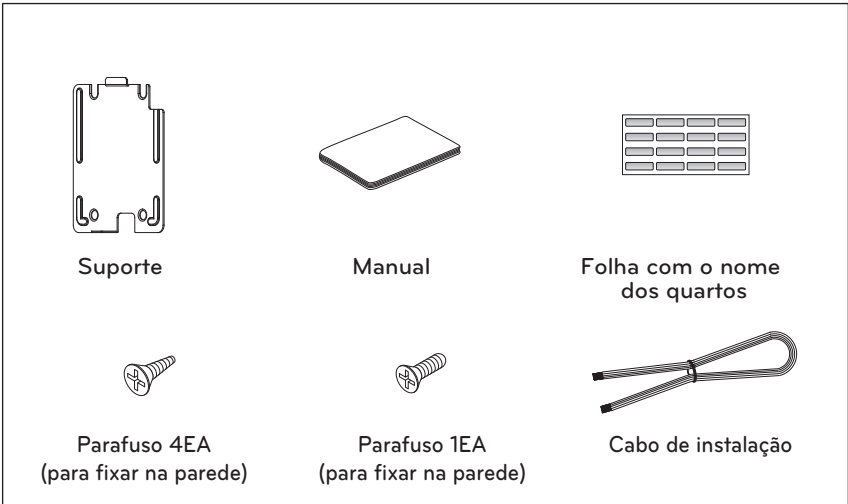 Suporte
Manual
Folha com o nome
dos quartos
Parafuso 4EA
(para fixar na parede)
Parafuso 1EA
(para fixar na parede)
Cabo de instalação